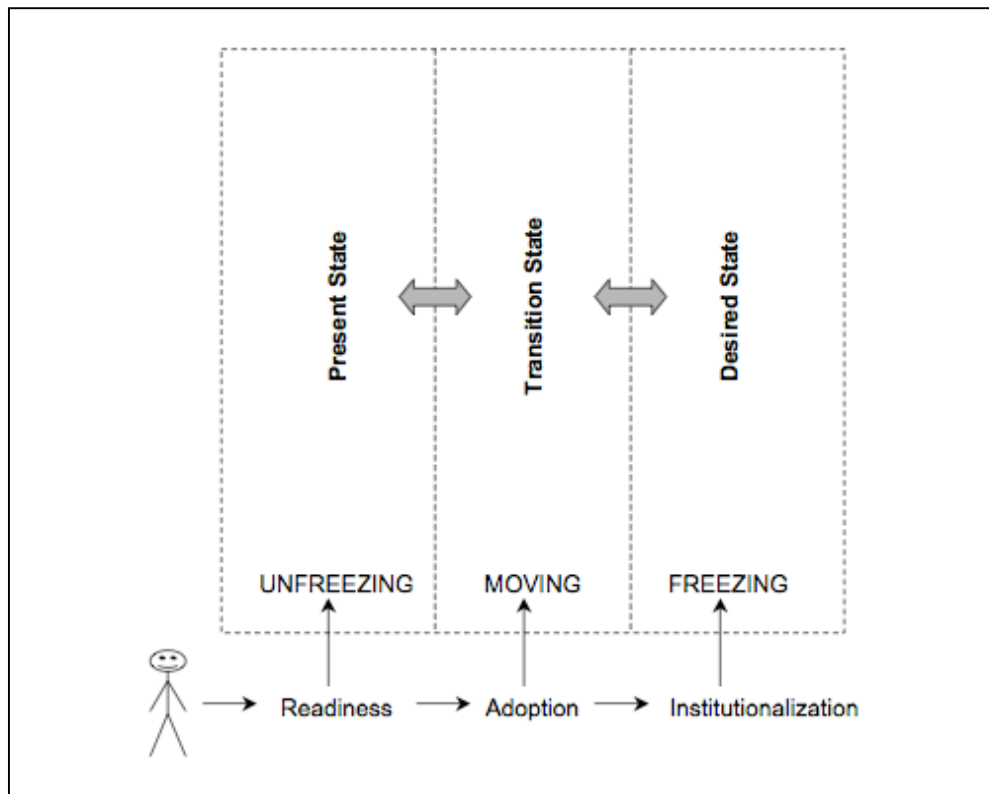 Present State
Transition State
Desired State
UNFREEZING
MOVING
FREEZING
Readiness
Adoption
Institutionalization